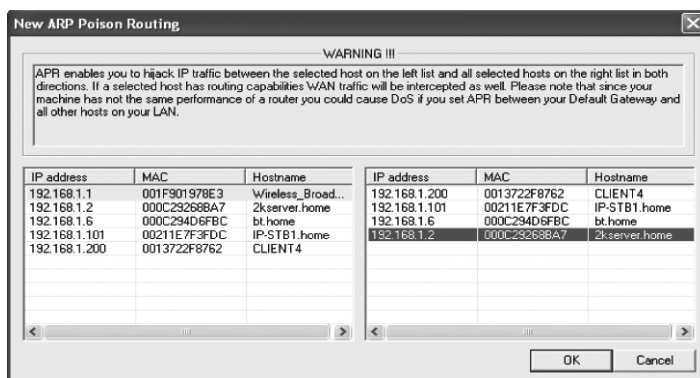 New ARP Poison Routing
WARNING !!!
APR enables you to hijack IP traffic between the selected host on the left list and all selected hosts on the right list in both
directions. If a selected host has routing capabilities WAN traffic will be intercepted as well. Please note that since your
machine has not the same performance of a router you could cause DoS if you set APR between your Default Gateway and
all other hosts on your LAN.
IP address MAC Hostname
192.168.1.1 001F901978E3 Wireless_Broad...
192.168.1.2 000C29268BA7 2kserver.home
192.168.1.6 000C294D6FBC bt.home
192.168.1.101 00211E7F3FDC IP-STB1.home
192.168.1.200 0013722F8762 CLIENT4
IP address MAC Hostname
192.168.1.200 0013722F8762 CLIENT4
192.168.1.101 00211E7F3FDC IP-STB1.home
192.168.1.6 000C294D6FBC bt.home
192.168.1.2 000C29268BA7 2kserver.home
OK Cancel